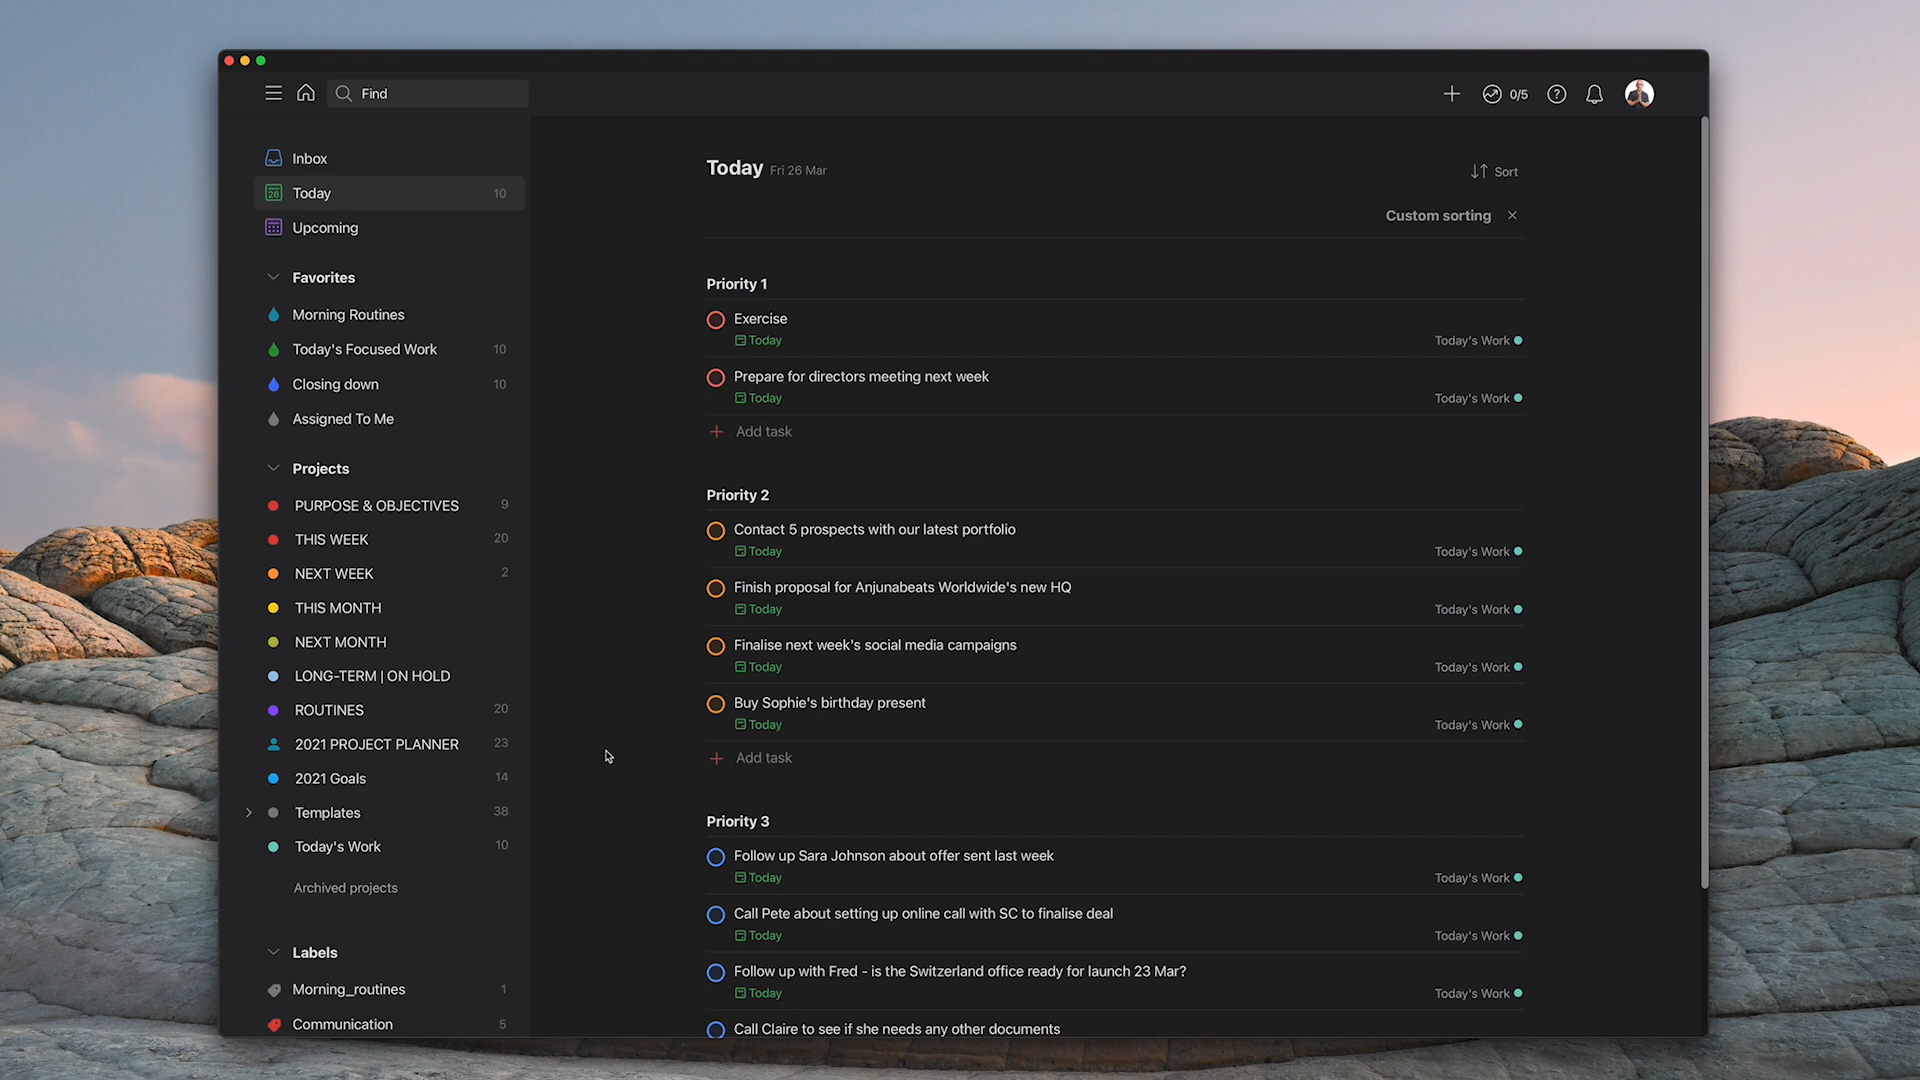 Find
0/5
Inbox
26
Today 10
Upcoming
Favorites
Morning Routines
Today's Focused Work 10
Closing down 10
Assigned To Me
Projects
PURPOSE & OBJECTIVES 9
THIS WEEK 20
NEXT WEEK 2
THIS MONTH
NEXT MONTH
LONG-TERM | ON HOLD
ROUTINES 20
2021 PROJECT PLANNER 23
2021 Goals 14
Templates 38
Today's Work 10
Archived projects
Labels
Morning_routines 1
Communication 5
Today Fri 26 Mar
Sort
Custom sorting
Priority 1
Exercise
Today
Today's Work
Prepare for directors meeting next week
Today
Today's Work
Add task
Priority 2
Contact 5 prospects with our latest portfolio
Today
Today's Work
Finish proposal for Anjunabeats Worldwide's new HQ
Today
Today's Work
Finalise next week's social media campaigns
Today
Today's Work
Buy Sophie's birthday present
Today
Today's Work
Add task
Priority 3
Follow up Sara Johnson about offer sent last week
Today
Today's Work
Call Pete about setting up online call with SC to finalise deal
Today
Today's Work
Follow up with Fred - is the Switzerland office ready for launch 23 Mar?
Today
Today's Work
Call Claire to see if she needs any other documents